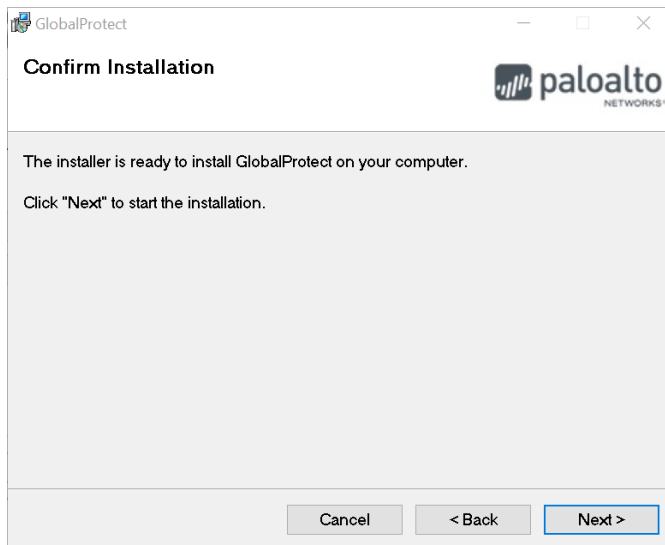 GlobalProtect
Confirm Installation
paloalto
NETWORKS
The installer is ready to install GlobalProtect on your computer.
Click "Next" to start the installation.
Cancel
< Back
Next >